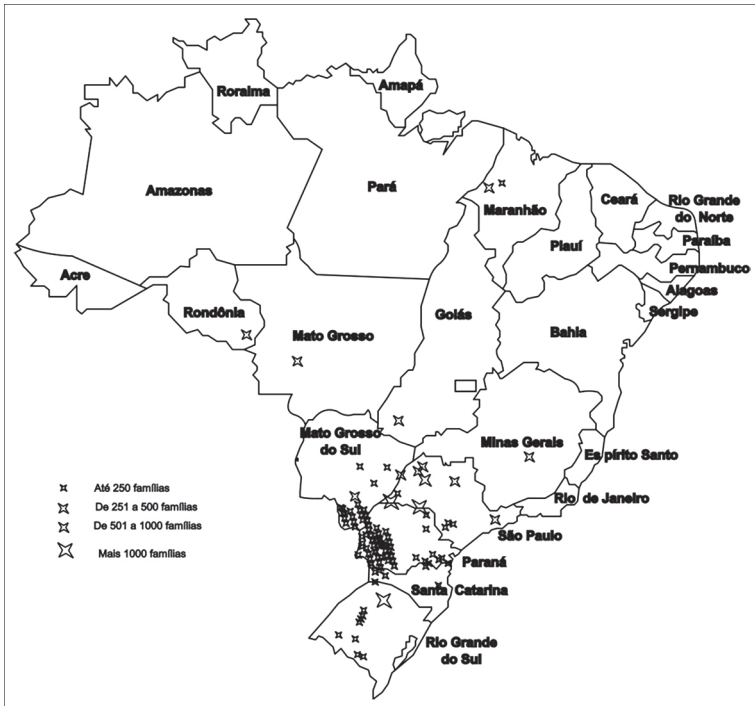 Roraima
Amapá
Amazonas
Pará
Maranhão
Ceará
Rio Grande
do Norte
Paraíba
Piauí
Pernambuco
Acre
Alagoas
Sergipe
Rondônia
Mato Grosso
Goiás
Bahia
Mato Grosso
do Sul
Minas Gerais
Es pírito Santo
Rio de Janeiro
São Paulo
Até 250 famílias
De 251 a 500 famílias
De 501 a 1000 famílias
Mais 1000 famílias
Paraná
Santa Catarina
Rio Grande
do Sul